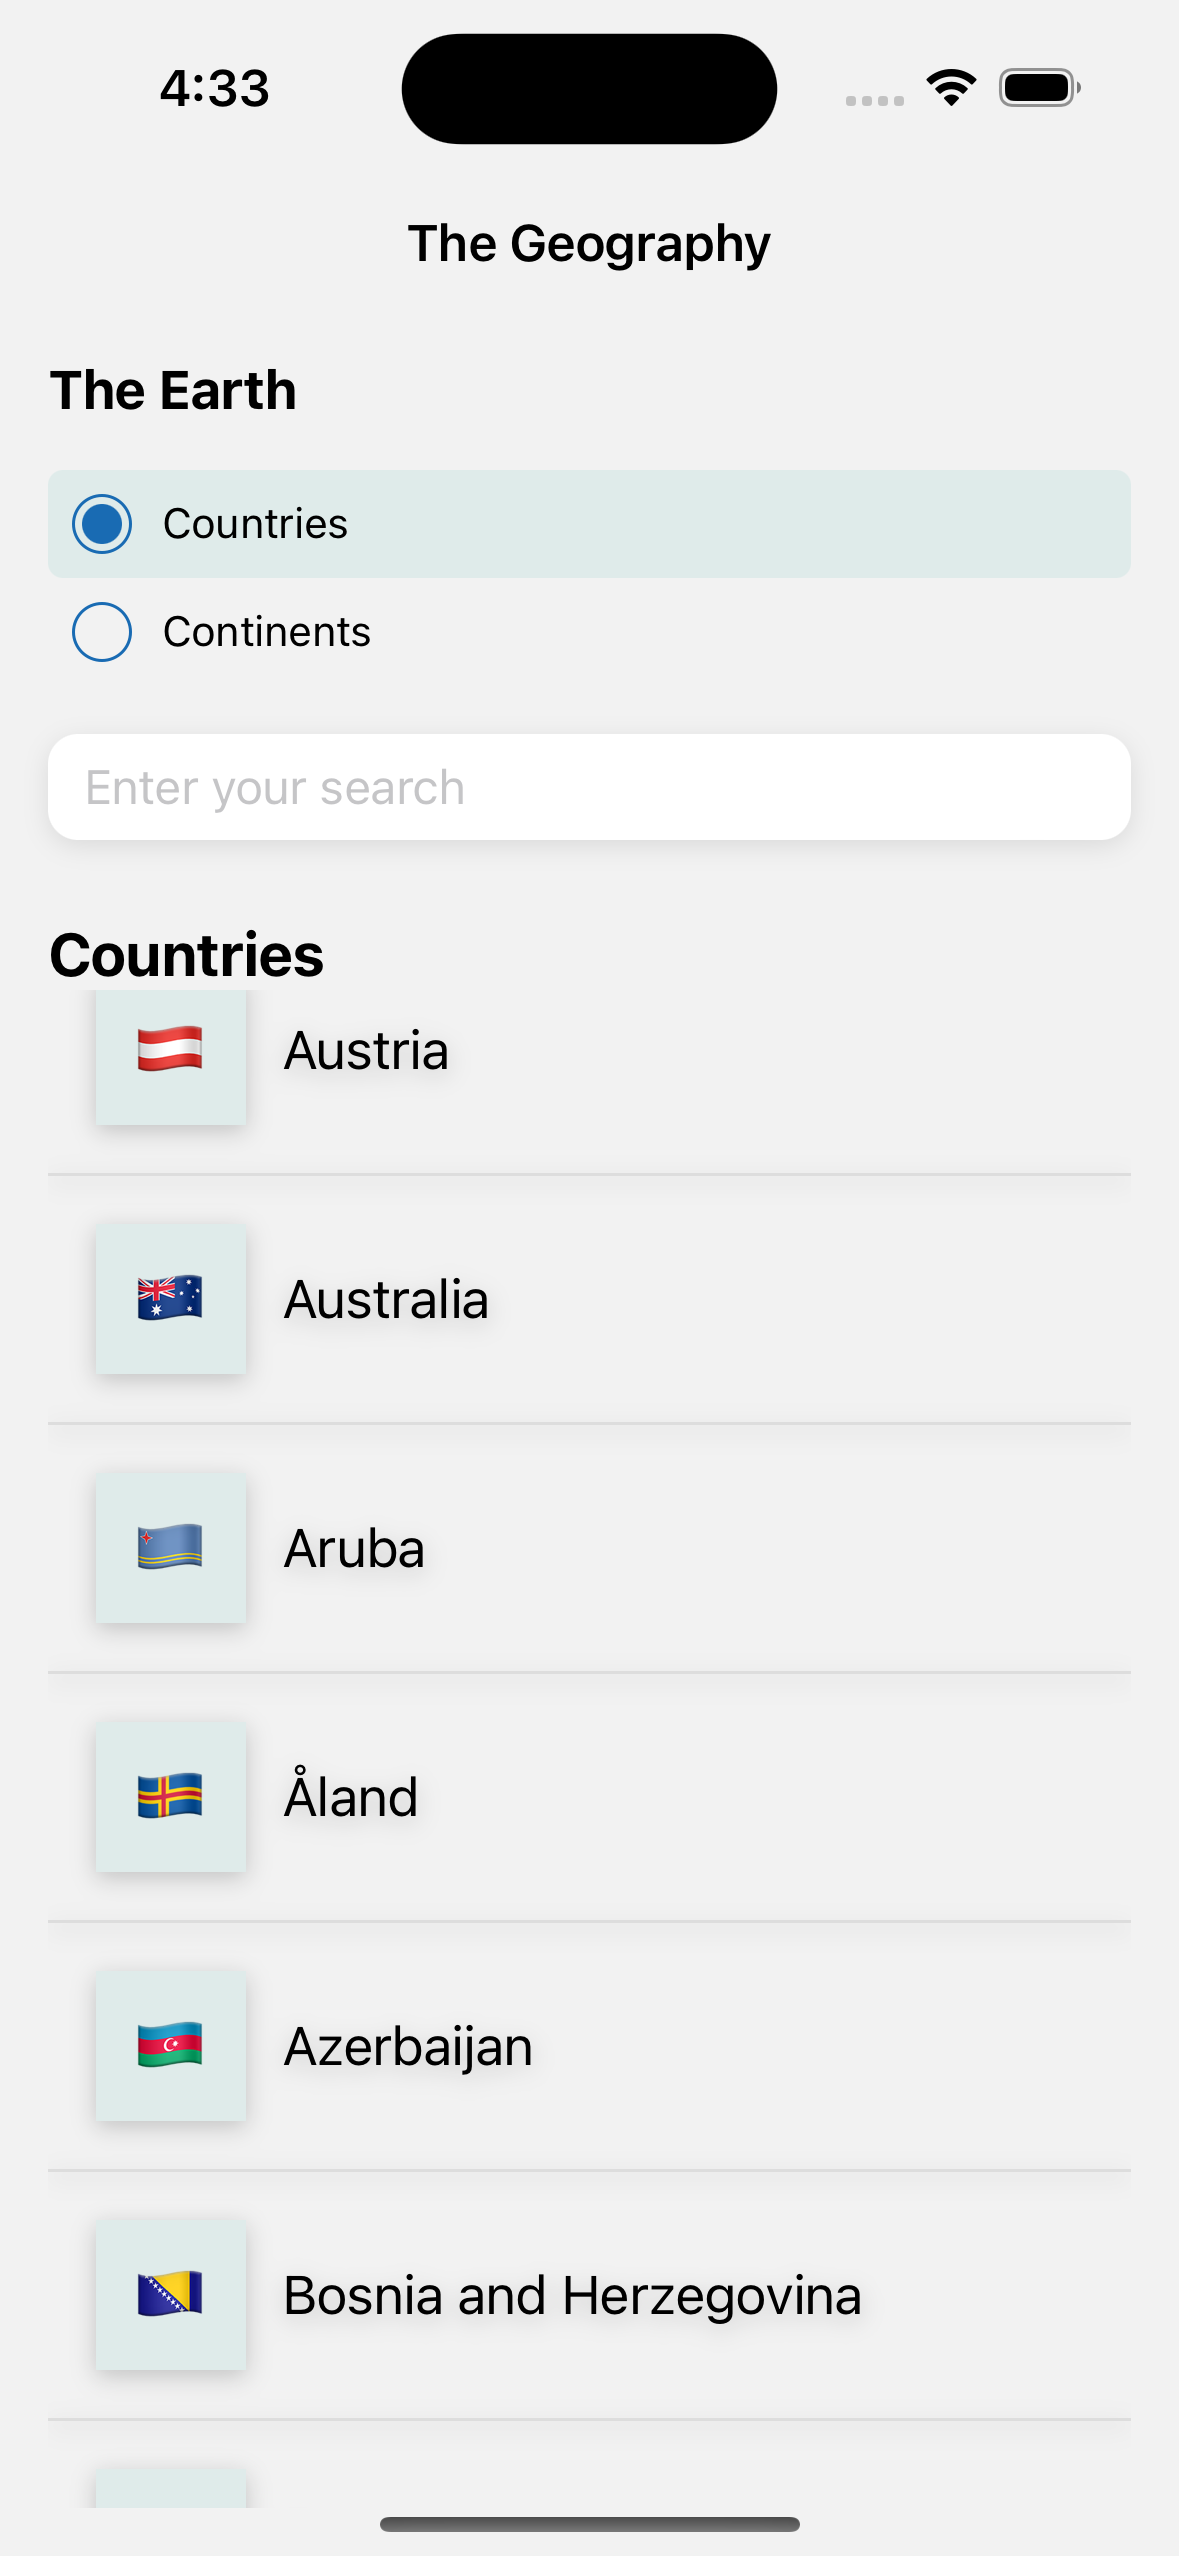 4:33
The Geography
The Earth
Countries
Continents
Enter your search
Countries
Austria
Australia
Aruba
Åland
Azerbaijan
Bosnia and Herzegovina